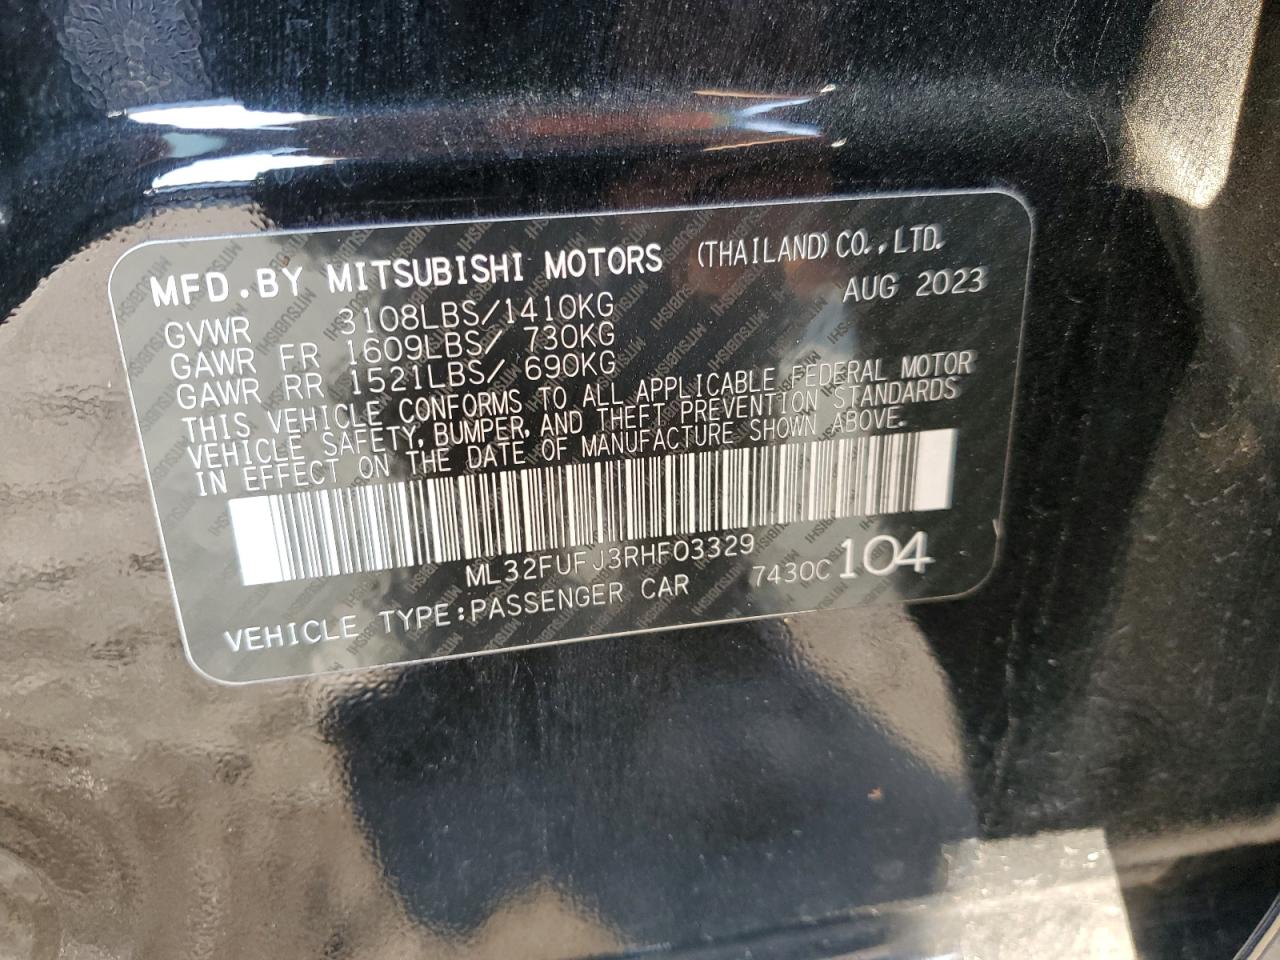 MFD.BY MITSUBISHI MOTORS (THAILAND) CO.,LTD.
AUG 2023
GVWR 3108LBS/1410KG
GAWR FR 1609LBS/ 730KG
GAWR RR 1521LBS/ 690KG
THIS VEHICLE CONFORMS TO ALL APPLICABLE FEDERAL MOTOR
VEHICLE SAFETY, BUMPER, AND THEFT PREVENTION STANDARDS
IN EFFECT ON THE DATE OF MANUFACTURE SHOWN ABOVE.
ML32FUFJ3RHF03329
7430C 104
VEHICLE TYPE:PASSENGER CAR